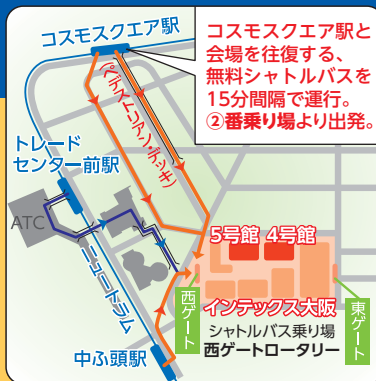 コスモスクエア駅
コスモスクエア駅と
会場を往復する、
無料シャトルバスを
15分間隔で運行。
②番乗り場より出発。
(ペデストリアン・デッキ)
トレード
センター前駅
ATC
ニュートラム
5号館 4号館
西ゲート
インテックス大阪
東ゲート
シャトルバス乗り場
西ゲートロータリー
中ふ頭駅